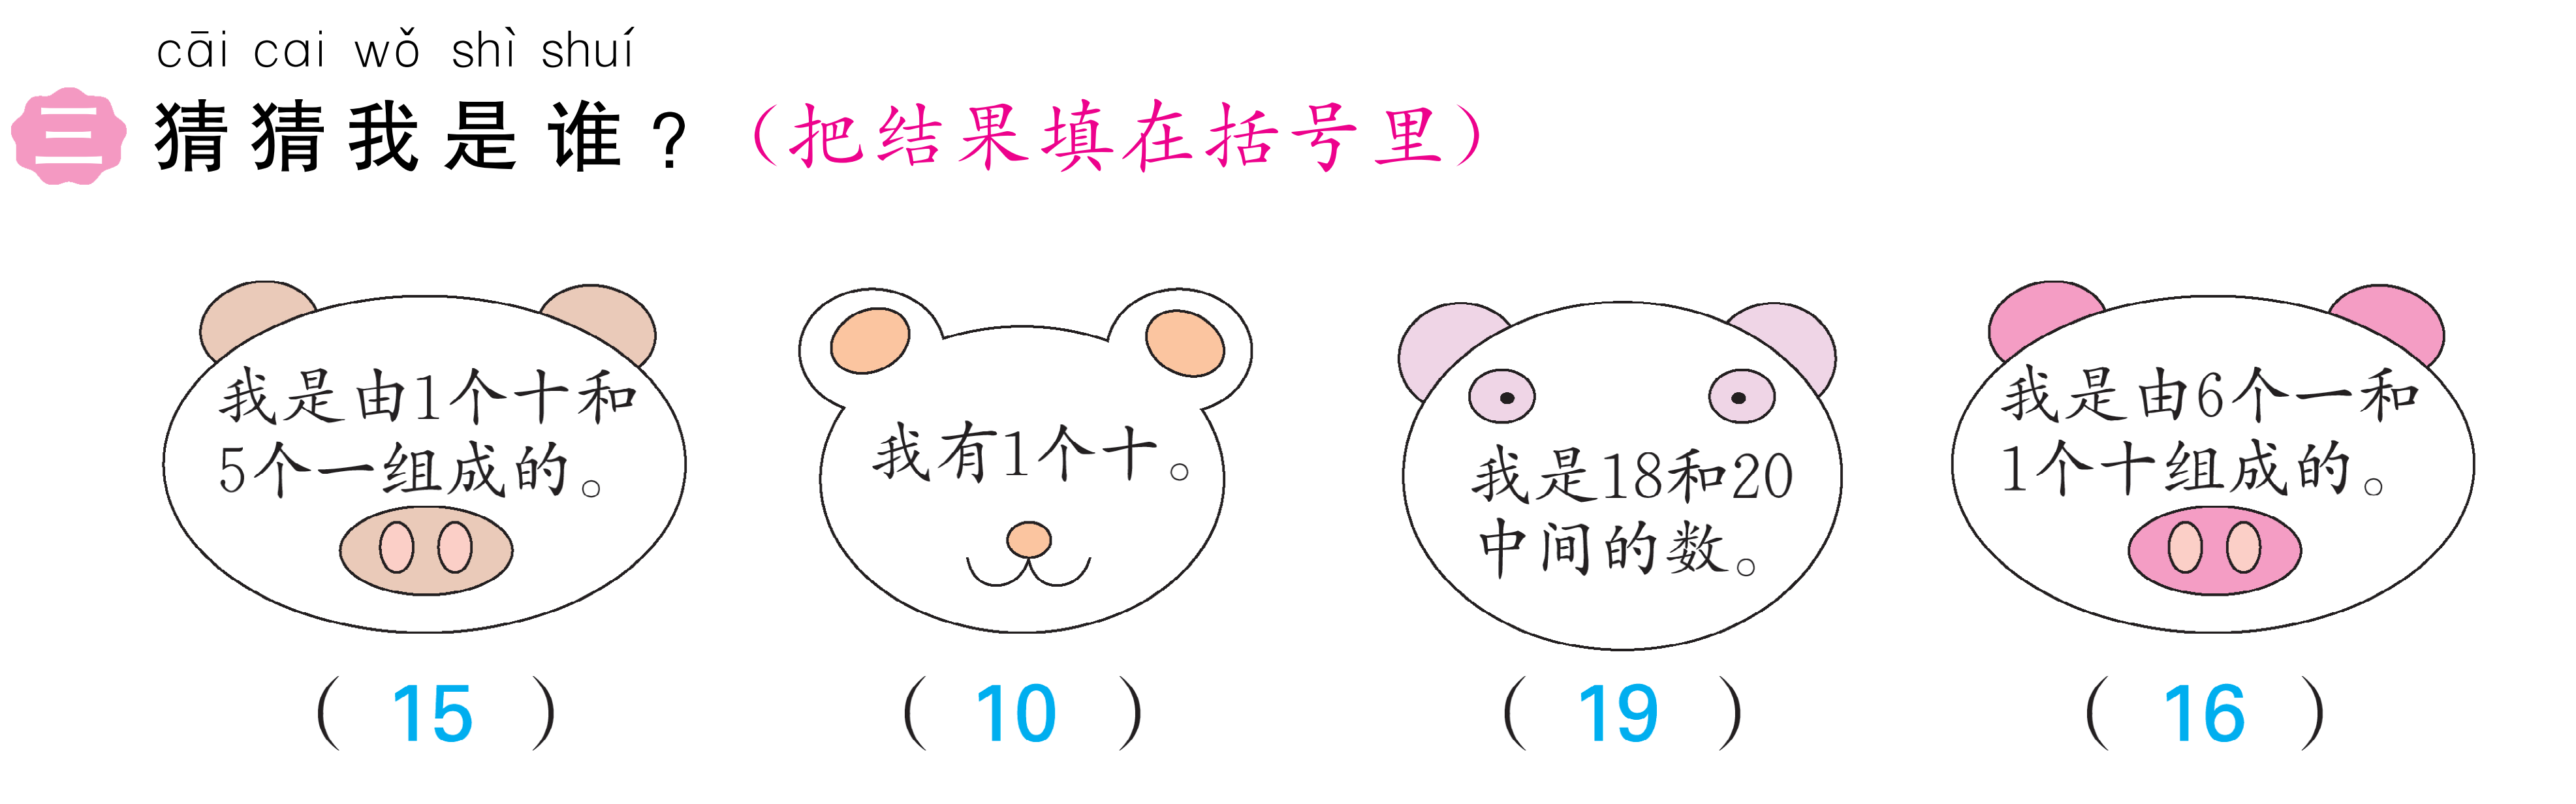 cāi cai wǒ shì shuí
三 猜猜我是谁？（把结果填在括号里）
我是由1个十和
5个一组成的。
我有1个十。
我是18和20
中间的数。
我是由6个一和
1个十组成的。
（ 15 ） （ 10 ） （ 19 ） （ 16 ）